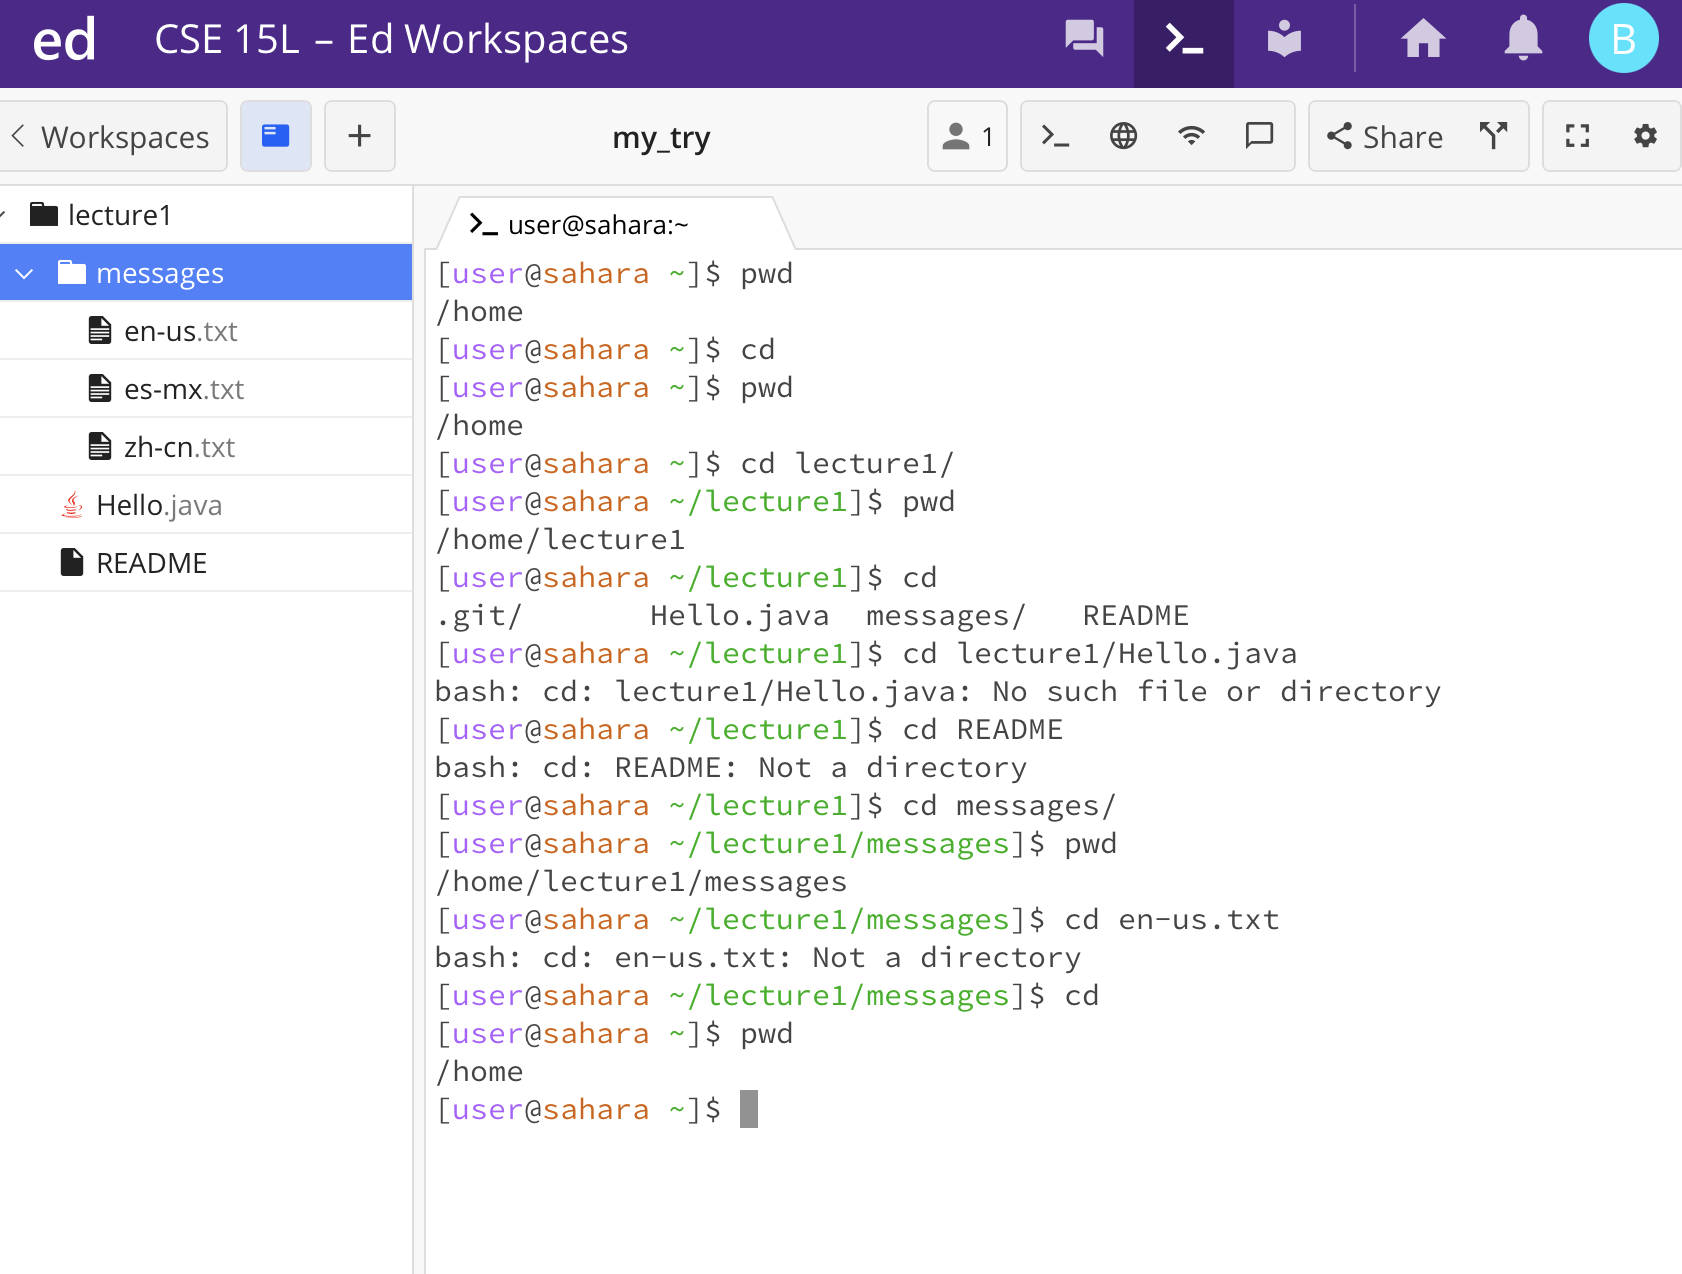 ed CSE 15L – Ed Workspaces B
Workspaces my_try 1 Share
lecture1
messages
en-us.txt
es-mx.txt
zh-cn.txt
Hello.java
README
user@sahara:~
[user@sahara ~]$ pwd
/home
[user@sahara ~]$ cd
[user@sahara ~]$ pwd
/home
[user@sahara ~]$ cd lecture1/
[user@sahara ~/lecture1]$ pwd
/home/lecture1
[user@sahara ~/lecture1]$ cd
.git/       Hello.java  messages/   README
[user@sahara ~/lecture1]$ cd lecture1/Hello.java
bash: cd: lecture1/Hello.java: No such file or directory
[user@sahara ~/lecture1]$ cd README
bash: cd: README: Not a directory
[user@sahara ~/lecture1]$ cd messages/
[user@sahara ~/lecture1/messages]$ pwd
/home/lecture1/messages
[user@sahara ~/lecture1/messages]$ cd en-us.txt
bash: cd: en-us.txt: Not a directory
[user@sahara ~/lecture1/messages]$ cd
[user@sahara ~]$ pwd
/home
[user@sahara ~]$